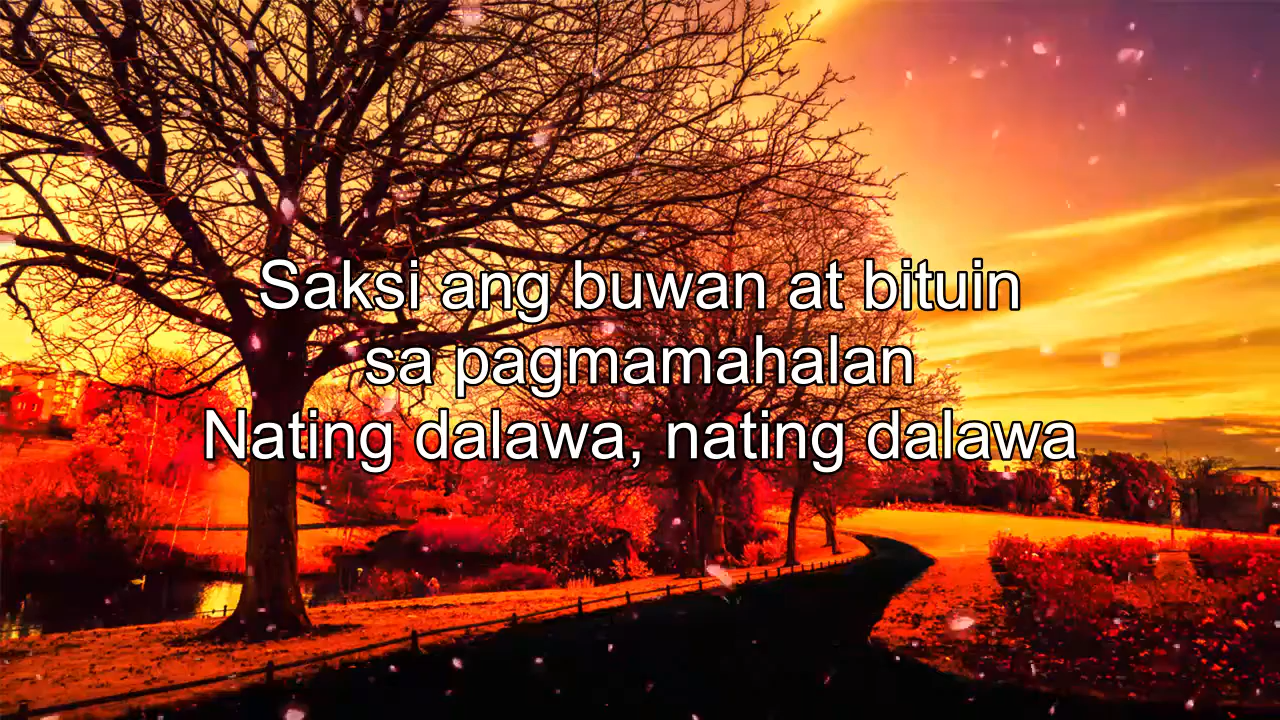 Saksi ang buwan at bituin
sa pagmamahalan
Nating dalawa, nating dalawa